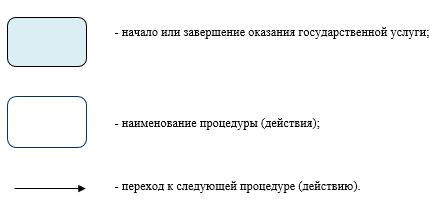 - начало или завершение оказания государственной услуги;
- наименование процедуры (действия);
- переход к следующей процедуре (действию).